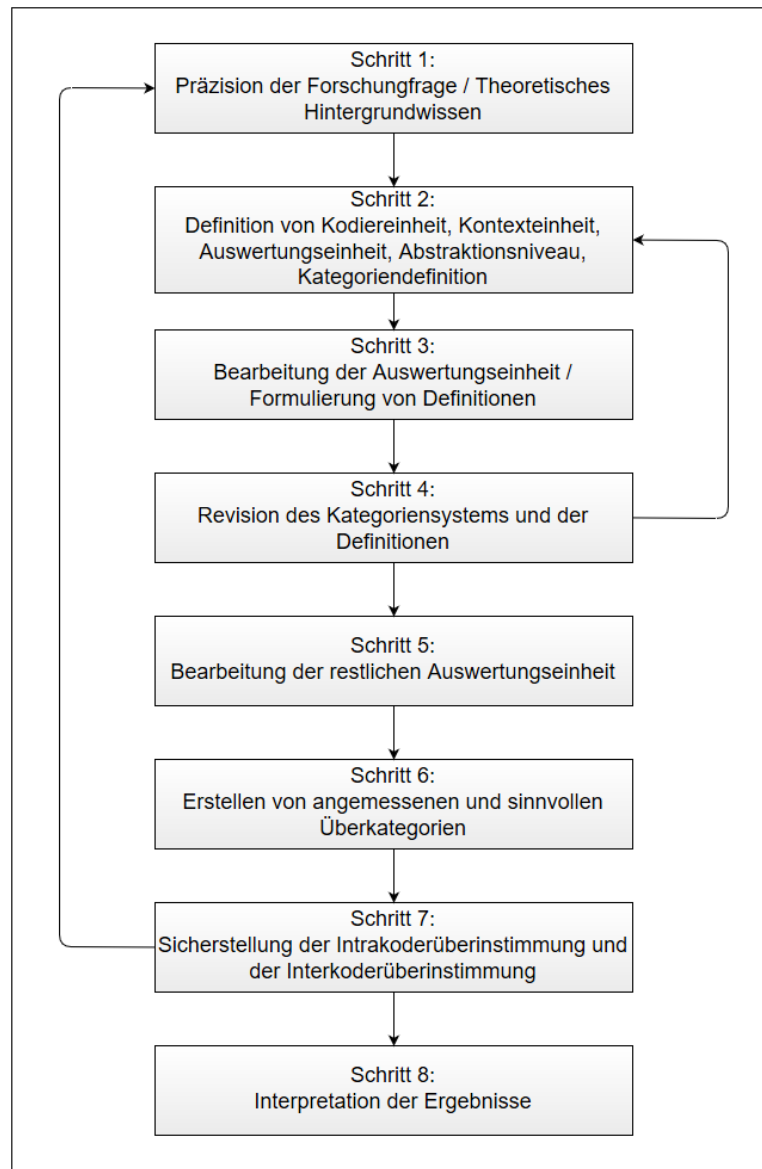 Schritt 1:
Präzision der Forschungfrage / Theoretisches
Hintergrundwissen
Schritt 2:
Definition von Kodiereinheit, Kontexteinheit,
Auswertungseinheit, Abstraktionsniveau,
Kategoriendefinition
Schritt 3:
Bearbeitung der Auswertungseinheit /
Formulierung von Definitionen
Schritt 4:
Revision des Kategoriensystems und der
Definitionen
Schritt 5:
Bearbeitung der restlichen Auswertungseinheit
Schritt 6:
Erstellen von angemessenen und sinnvollen
Überkategorien
Schritt 7:
Sicherstellung der Intrakoderüberinstimmung und
der Interkoderüberinstimmung
Schritt 8:
Interpretation der Ergebnisse